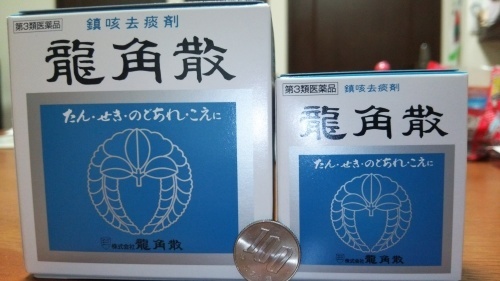 第3類医薬品
鎮咳去痰剤
龍角散
たん・せき・のどあれ・こえに
株式会社 龍角散
100
第3類医薬品
鎮咳去痰剤
龍角散
たん・せき・のどあれ・こえに
株式会社 龍角散